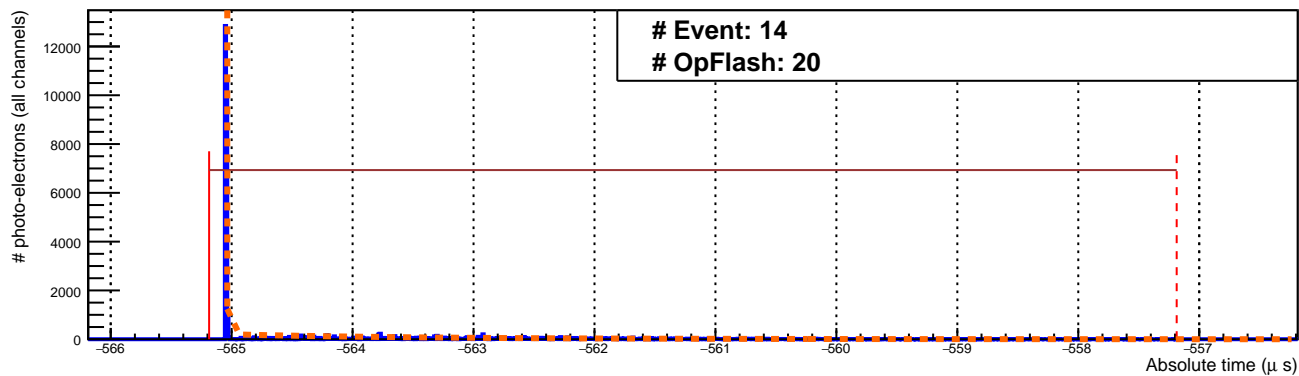 # Event: 14
# OpFlash: 20
# photo-electrons (all channels)
12000
10000
8000
6000
4000
2000
0
−566 −565 −564 −563 −562 −561 −560 −559 −558 −557
Absolute time (μ s)